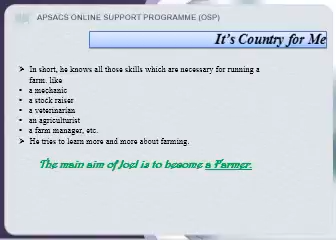 APSACS ONLINE SUPPORT PROGRAMME (OSP)
It's Country for Me
➢ In short, he knows all those skills which are necessary for running a
farm. like
• a mechanic
• a stock raiser
• a veterinarian
• an agriculturist
• a farm manager, etc.
➢ He tries to learn more and more about farming.
The main aim of Joel is to become a Farmer.